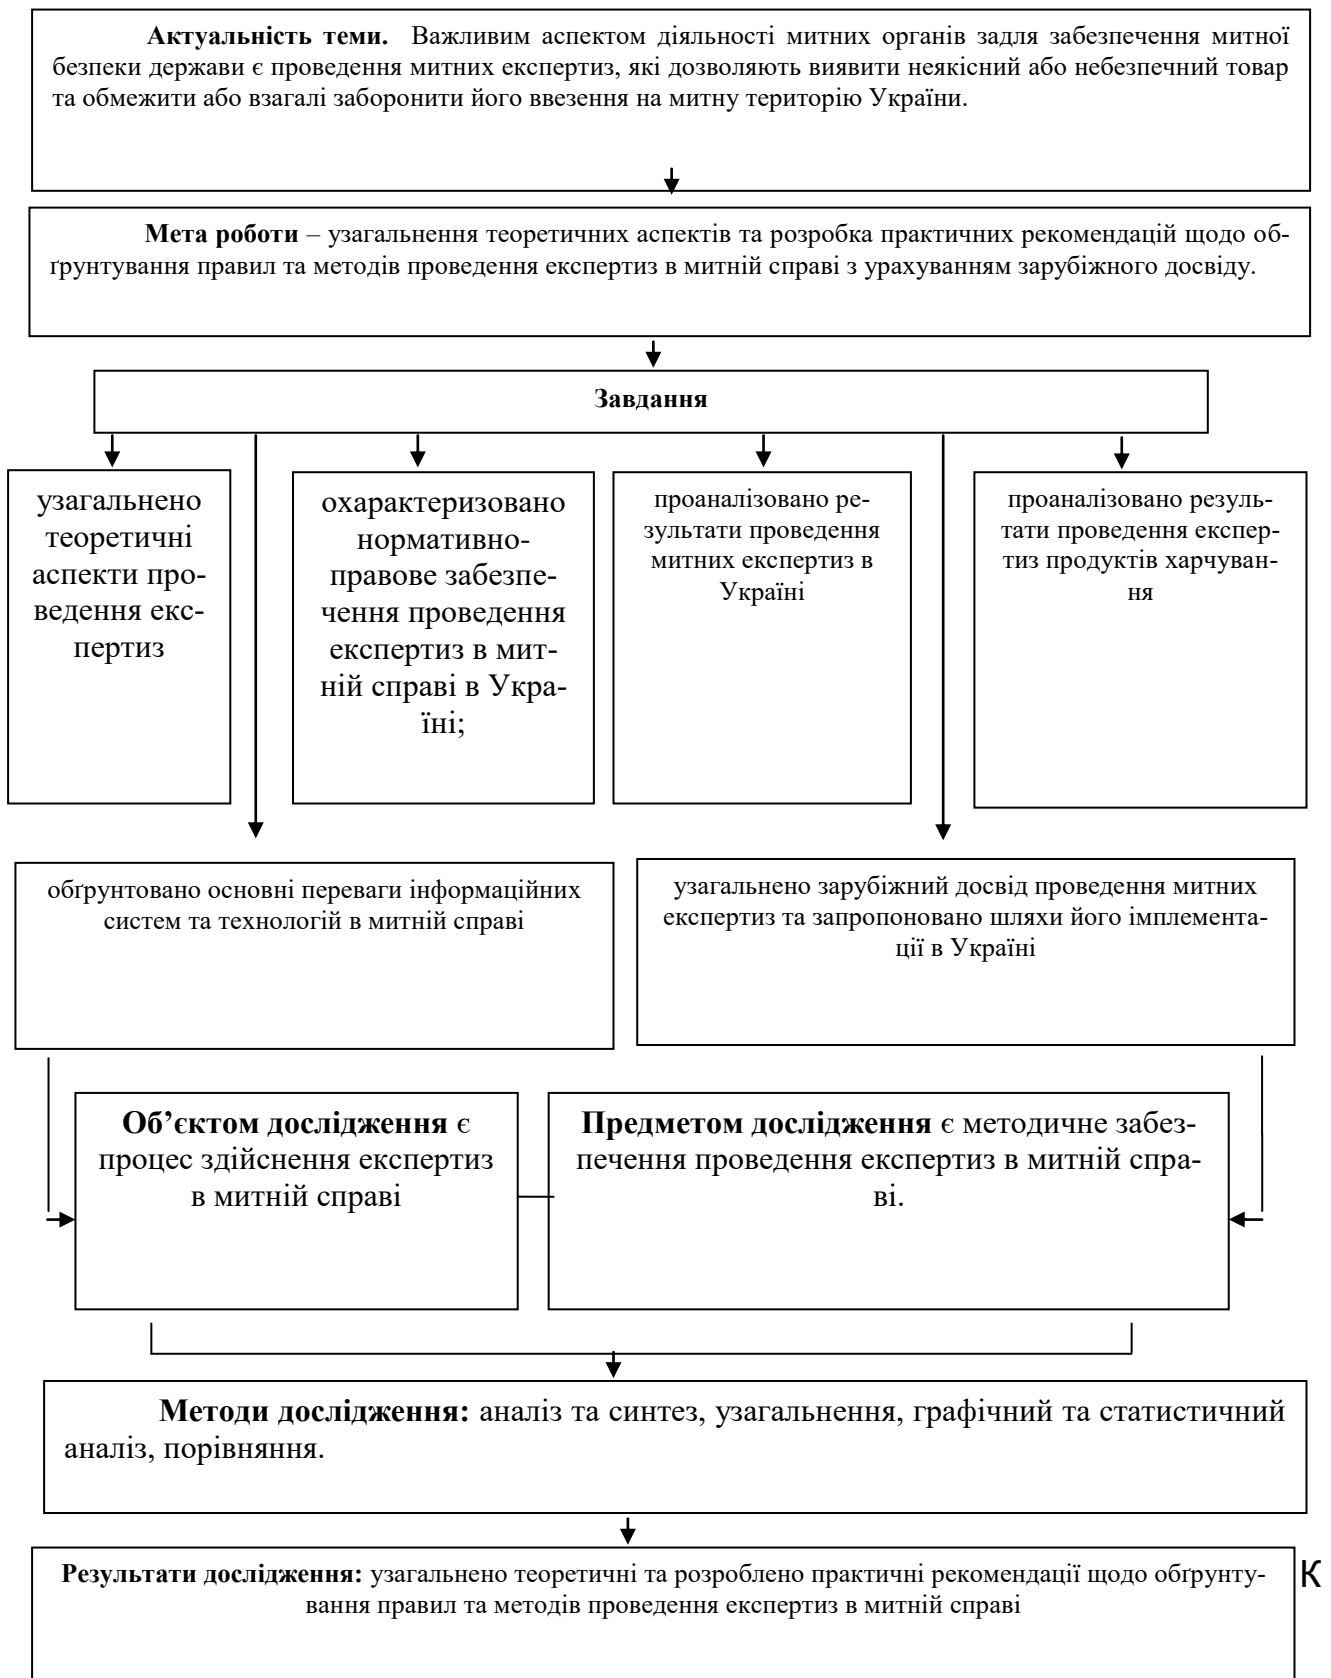 Актуальність теми. Важливим аспектом діяльності митних органів задля забезпечення митної
безпеки держави є проведення митних експертиз, які дозволяють виявити неякісний або небезпечний товар
та обмежити або взагалі заборонити його ввезення на митну територію України.
Мета роботи – узагальнення теоретичних аспектів та розробка практичних рекомендацій щодо об-
ґрунтування правил та методів проведення експертиз в митній справі з урахуванням зарубіжного досвіду.
Завдання
узагальнено
теоретичні
аспекти про-
ведення екс-
пертиз
охарактеризовано
нормативно-
правове забезпе-
чення проведення
експертиз в мит-
ній справі в Укра-
їні;
проаналізовано ре-
зультати проведення
митних експертиз в
Україні
проаналізовано резуль-
тати проведення експер-
тиз продуктів харчуван-
ня
обґрунтовано основні переваги інформаційних
систем та технологій в митній справі
узагальнено зарубіжний досвід проведення митних
експертиз та запропоновано шляхи його імплемента-
ції в Україні
Об’єктом дослідження є
процес здійснення експертиз
в митній справі
Предметом дослідження є методичне забез-
печення проведення експертиз в митній спра-
ві.
Методи дослідження: аналіз та синтез, узагальнення, графічний та статистичний
аналіз, порівняння.
Результати дослідження: узагальнено теоретичні та розроблено практичні рекомендації щодо обґрунту-
вання правил та методів проведення експертиз в митній справі
К